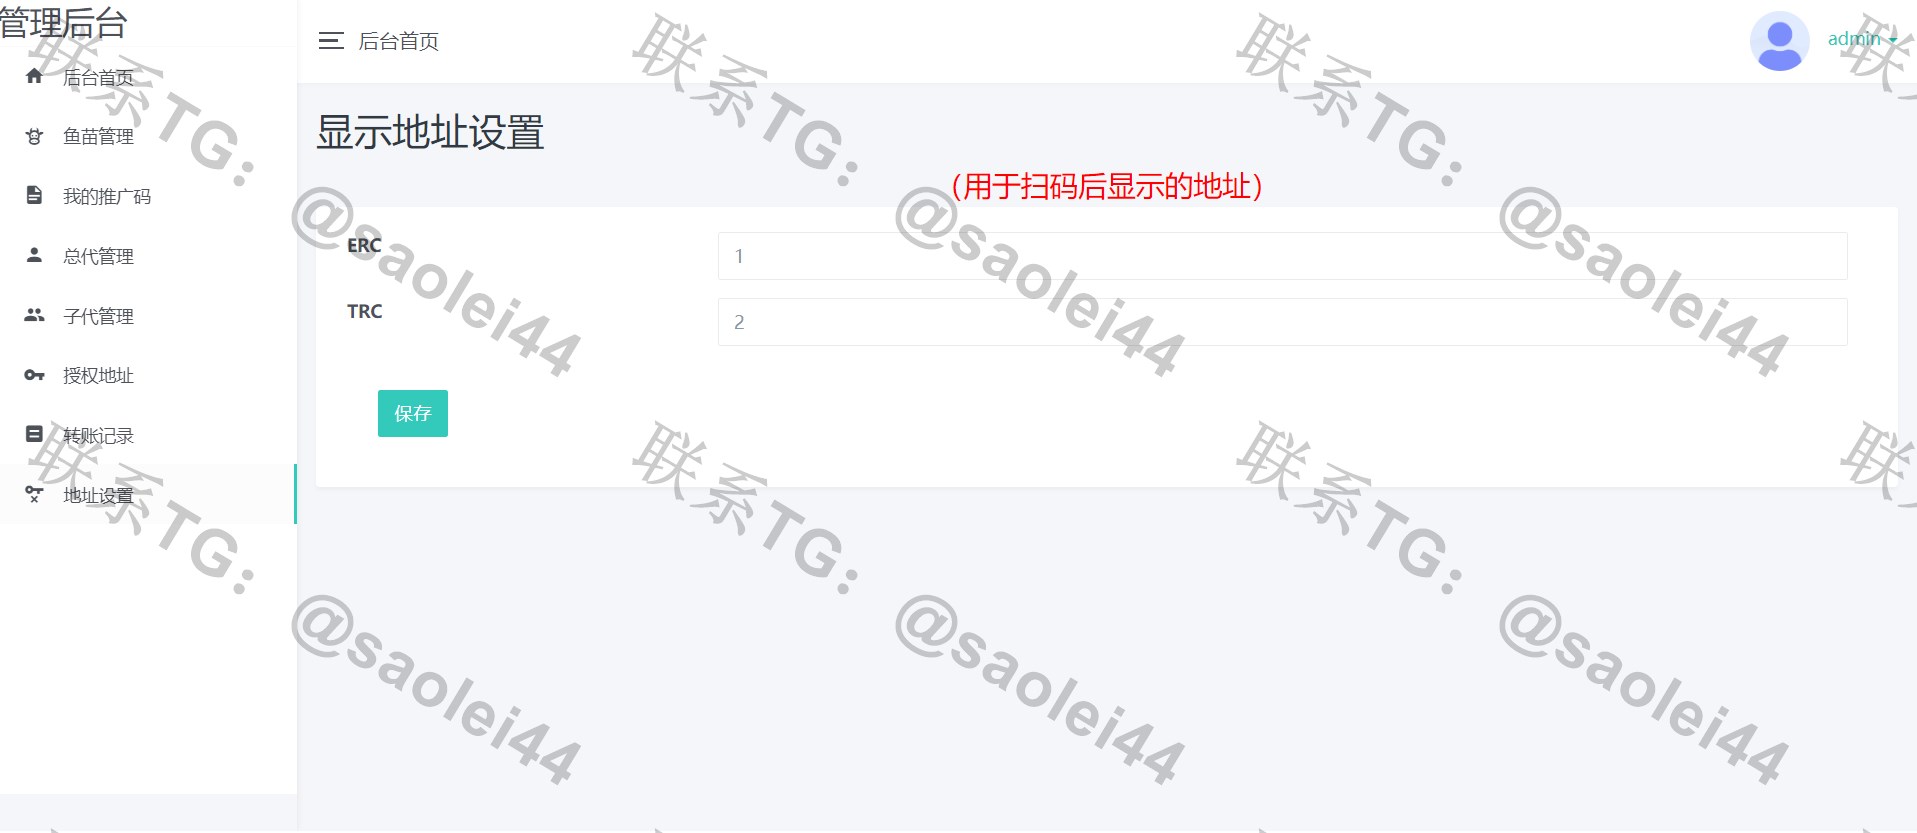 管理后台
后台首页
鱼苗管理
我的推广码
总代管理
子代管理
授权地址
转账记录
地址设置
后台首页
admin
显示地址设置
（用于扫码后显示的地址）
ERC
1
TRC
2
保存
联系TG：@saolei44
联系TG：@saolei44
联系TG：@saolei44
联
联系TG：@saolei44
联系TG：@saolei44
联系TG：@saolei44
联